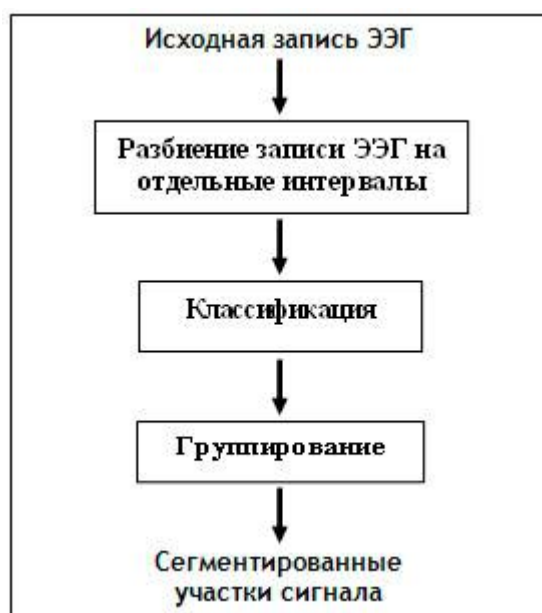 Исходная запись ЭЭГ
Разбиение записи ЭЭГ на
отдельные интервалы
Классификация
Группирование
Сегментированные
участки сигнала